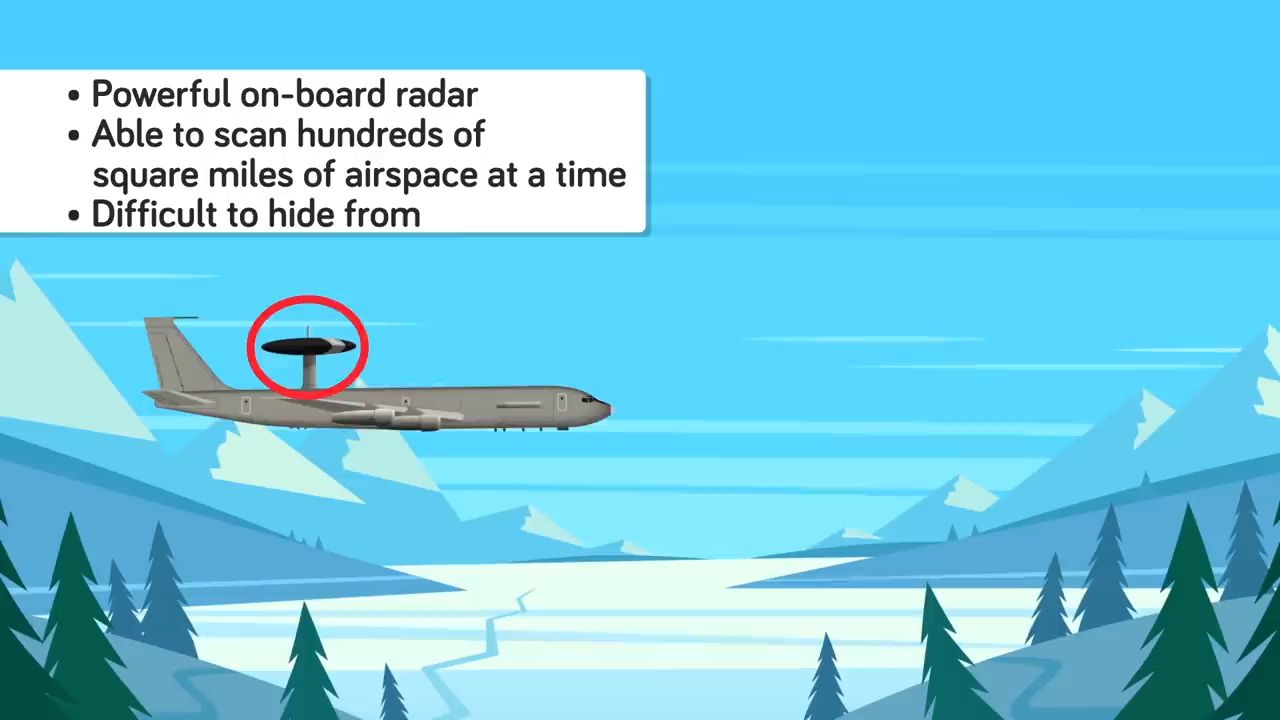 • Powerful on-board radar
• Able to scan hundreds of
square miles of airspace at a time
• Difficult to hide from